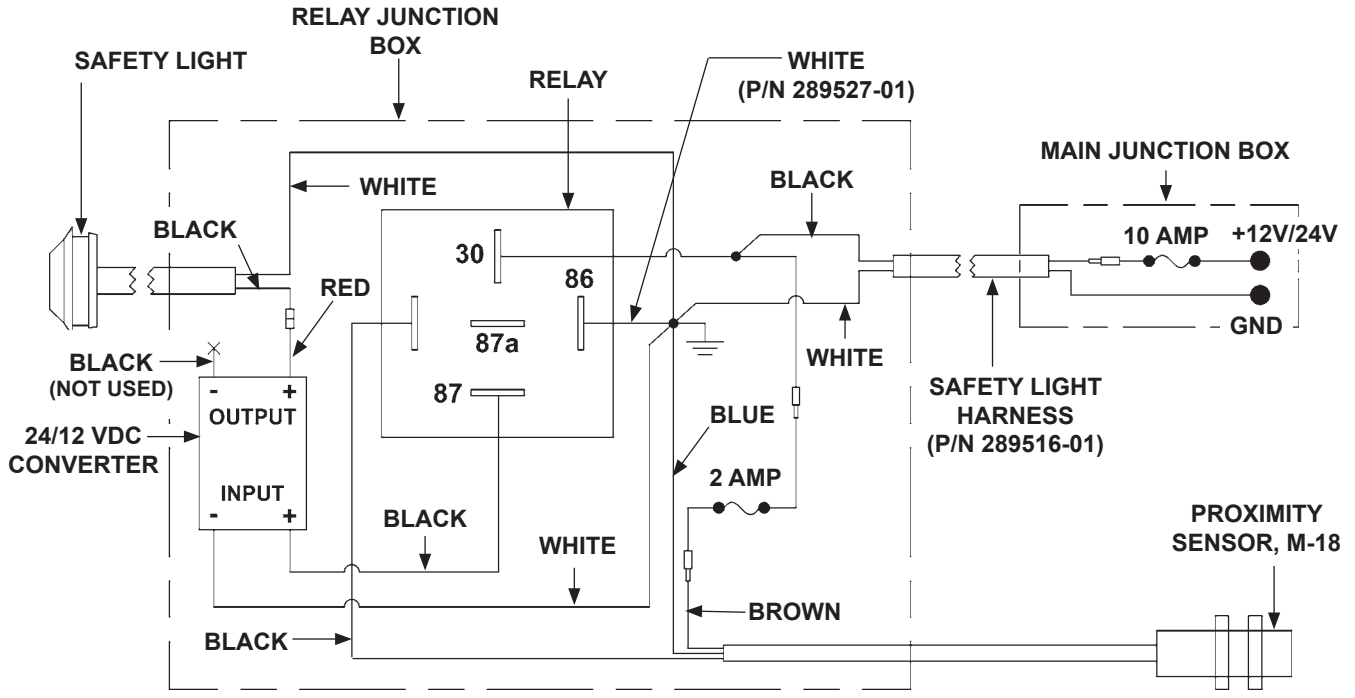 RELAY JUNCTION
BOX
SAFETY LIGHT
RELAY
WHITE
(P/N 289527-01)
MAIN JUNCTION BOX
WHITE
BLACK
BLACK
10 AMP
+12V/24V
30
86
RED
87a
GND
BLACK
(NOT USED)
WHITE
87
- +
OUTPUT
SAFETY LIGHT
HARNESS
(P/N 289516-01)
24/12 VDC
CONVERTER
BLUE
2 AMP
INPUT
- +
BLACK
WHITE
PROXIMITY
SENSOR, M-18
BROWN
BLACK